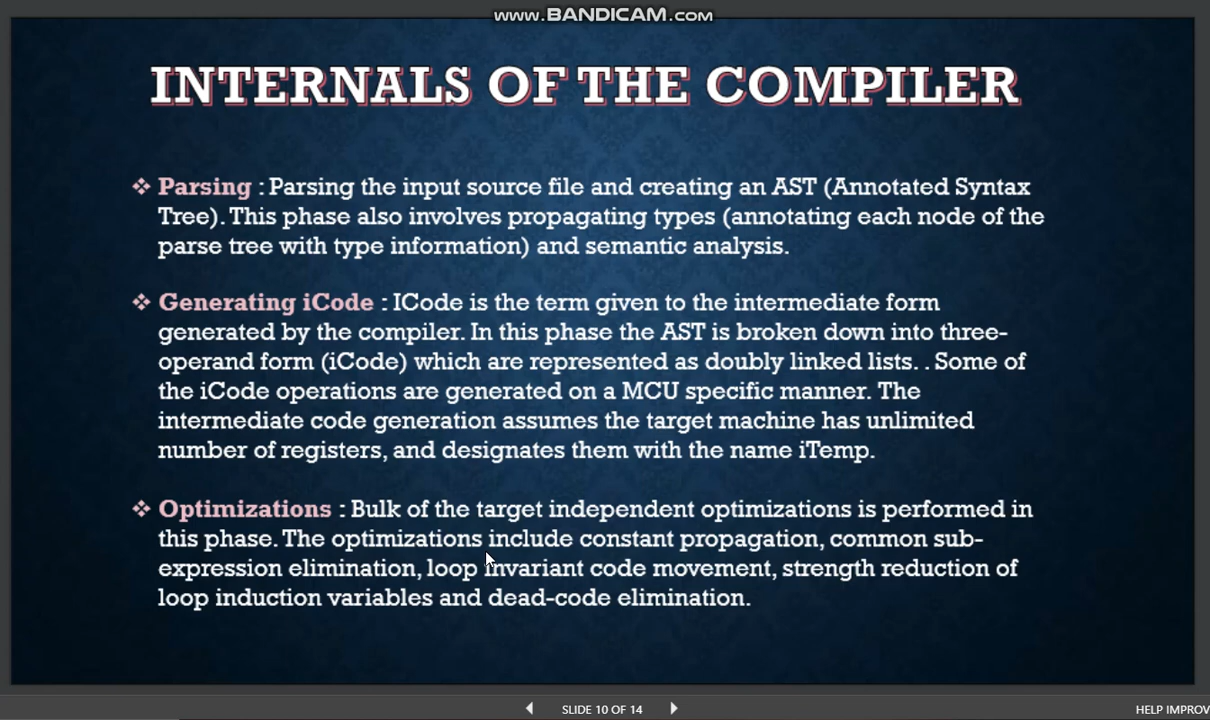 www.BANDICAM.com
INTERNALS OF THE COMPILER
❖ Parsing : Parsing the input source file and creating an AST (Annotated Syntax
Tree). This phase also involves propagating types (annotating each node of the
parse tree with type information) and semantic analysis.
❖ Generating iCode : ICode is the term given to the intermediate form
generated by the compiler. In this phase the AST is broken down into three-
operand form (iCode) which are represented as doubly linked lists. . Some of
the iCode operations are generated on a MCU specific manner. The
intermediate code generation assumes the target machine has unlimited
number of registers, and designates them with the name iTemp.
❖ Optimizations : Bulk of the target independent optimizations is performed in
this phase. The optimizations include constant propagation, common sub-
expression elimination, loop invariant code movement, strength reduction of
loop induction variables and dead-code elimination.
SLIDE 10 OF 14
HELP IMPROV